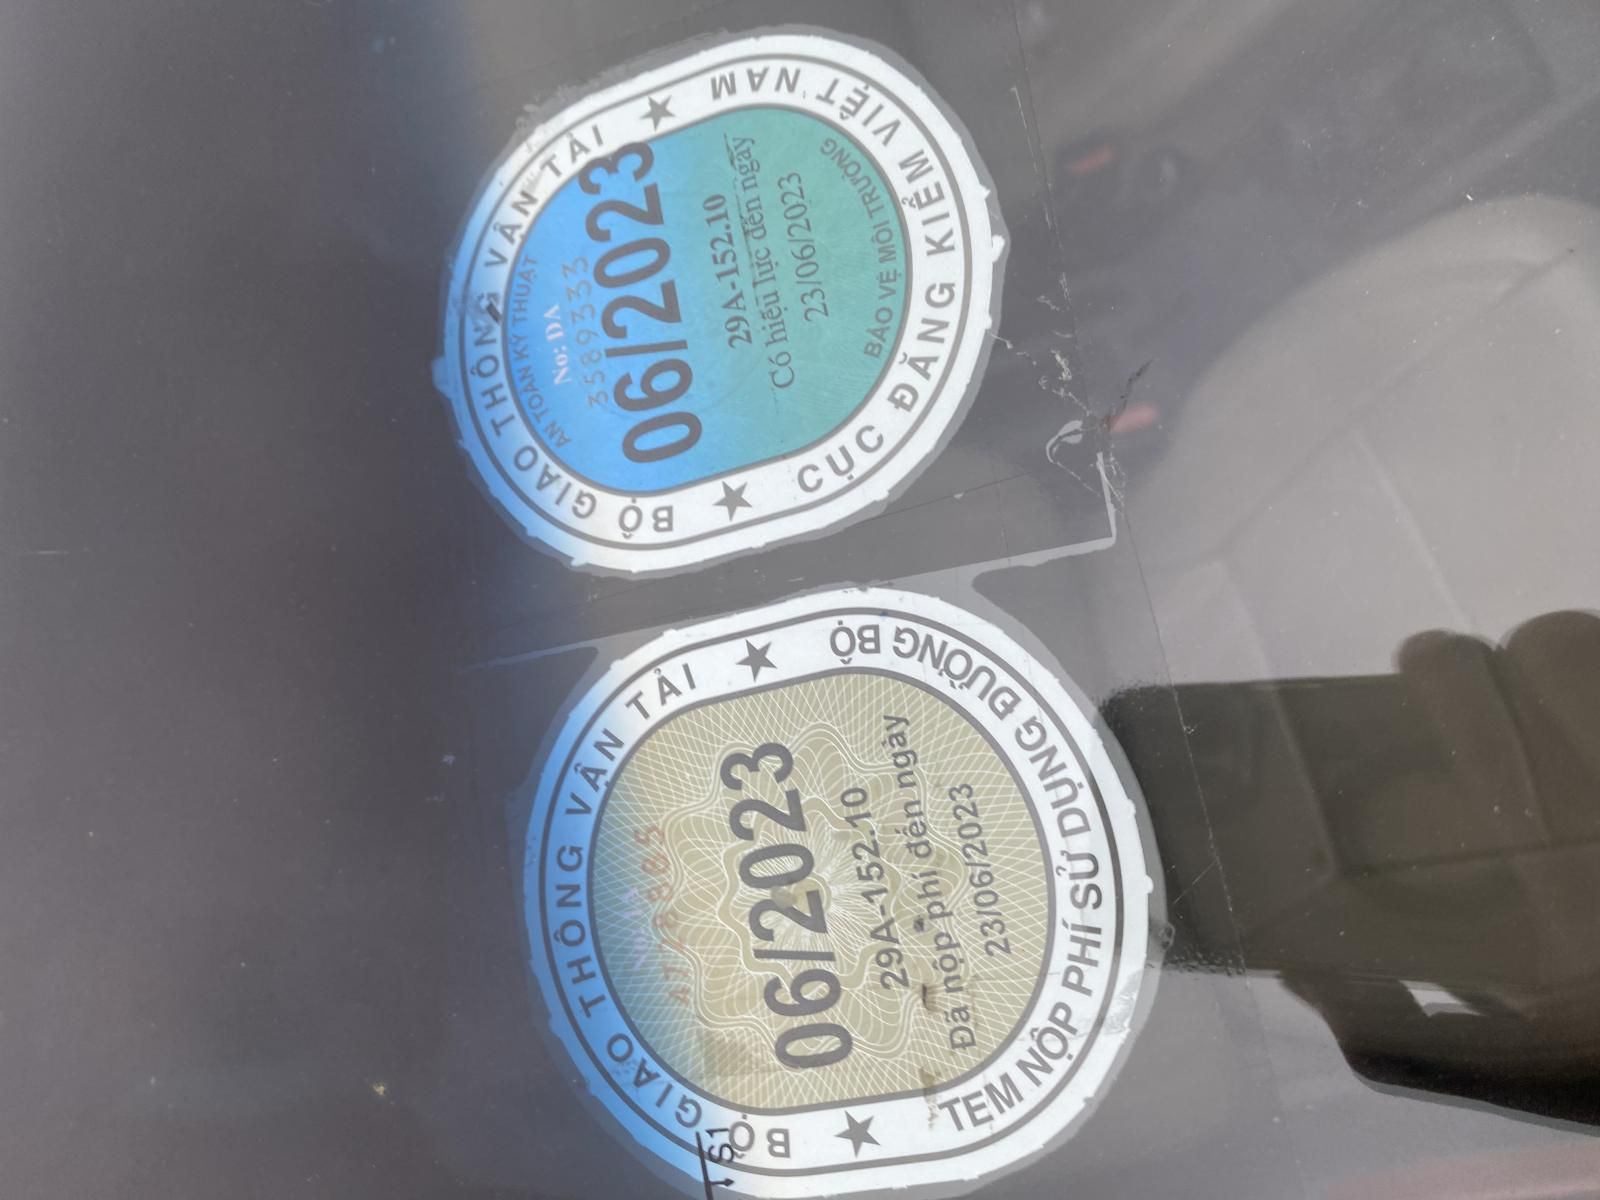 BỘ GIAO THÔNG VẬN TẢI
AN TOÀN KỸ THUẬT
No: DA
3589333
06/2023
29A-152.10
Có hiệu lực đến ngày
23/06/2023
BẢO VỆ MÔI TRƯỜNG
CỤC ĐĂNG KIỂM VIỆT NAM
BỘ GIAO THÔNG VẬN TẢI
4728885
06/2023
29A-152.10
Đã nộp phí đến ngày
23/06/2023
TEM NỘP PHÍ SỬ DỤNG ĐƯỜNG BỘ
S1